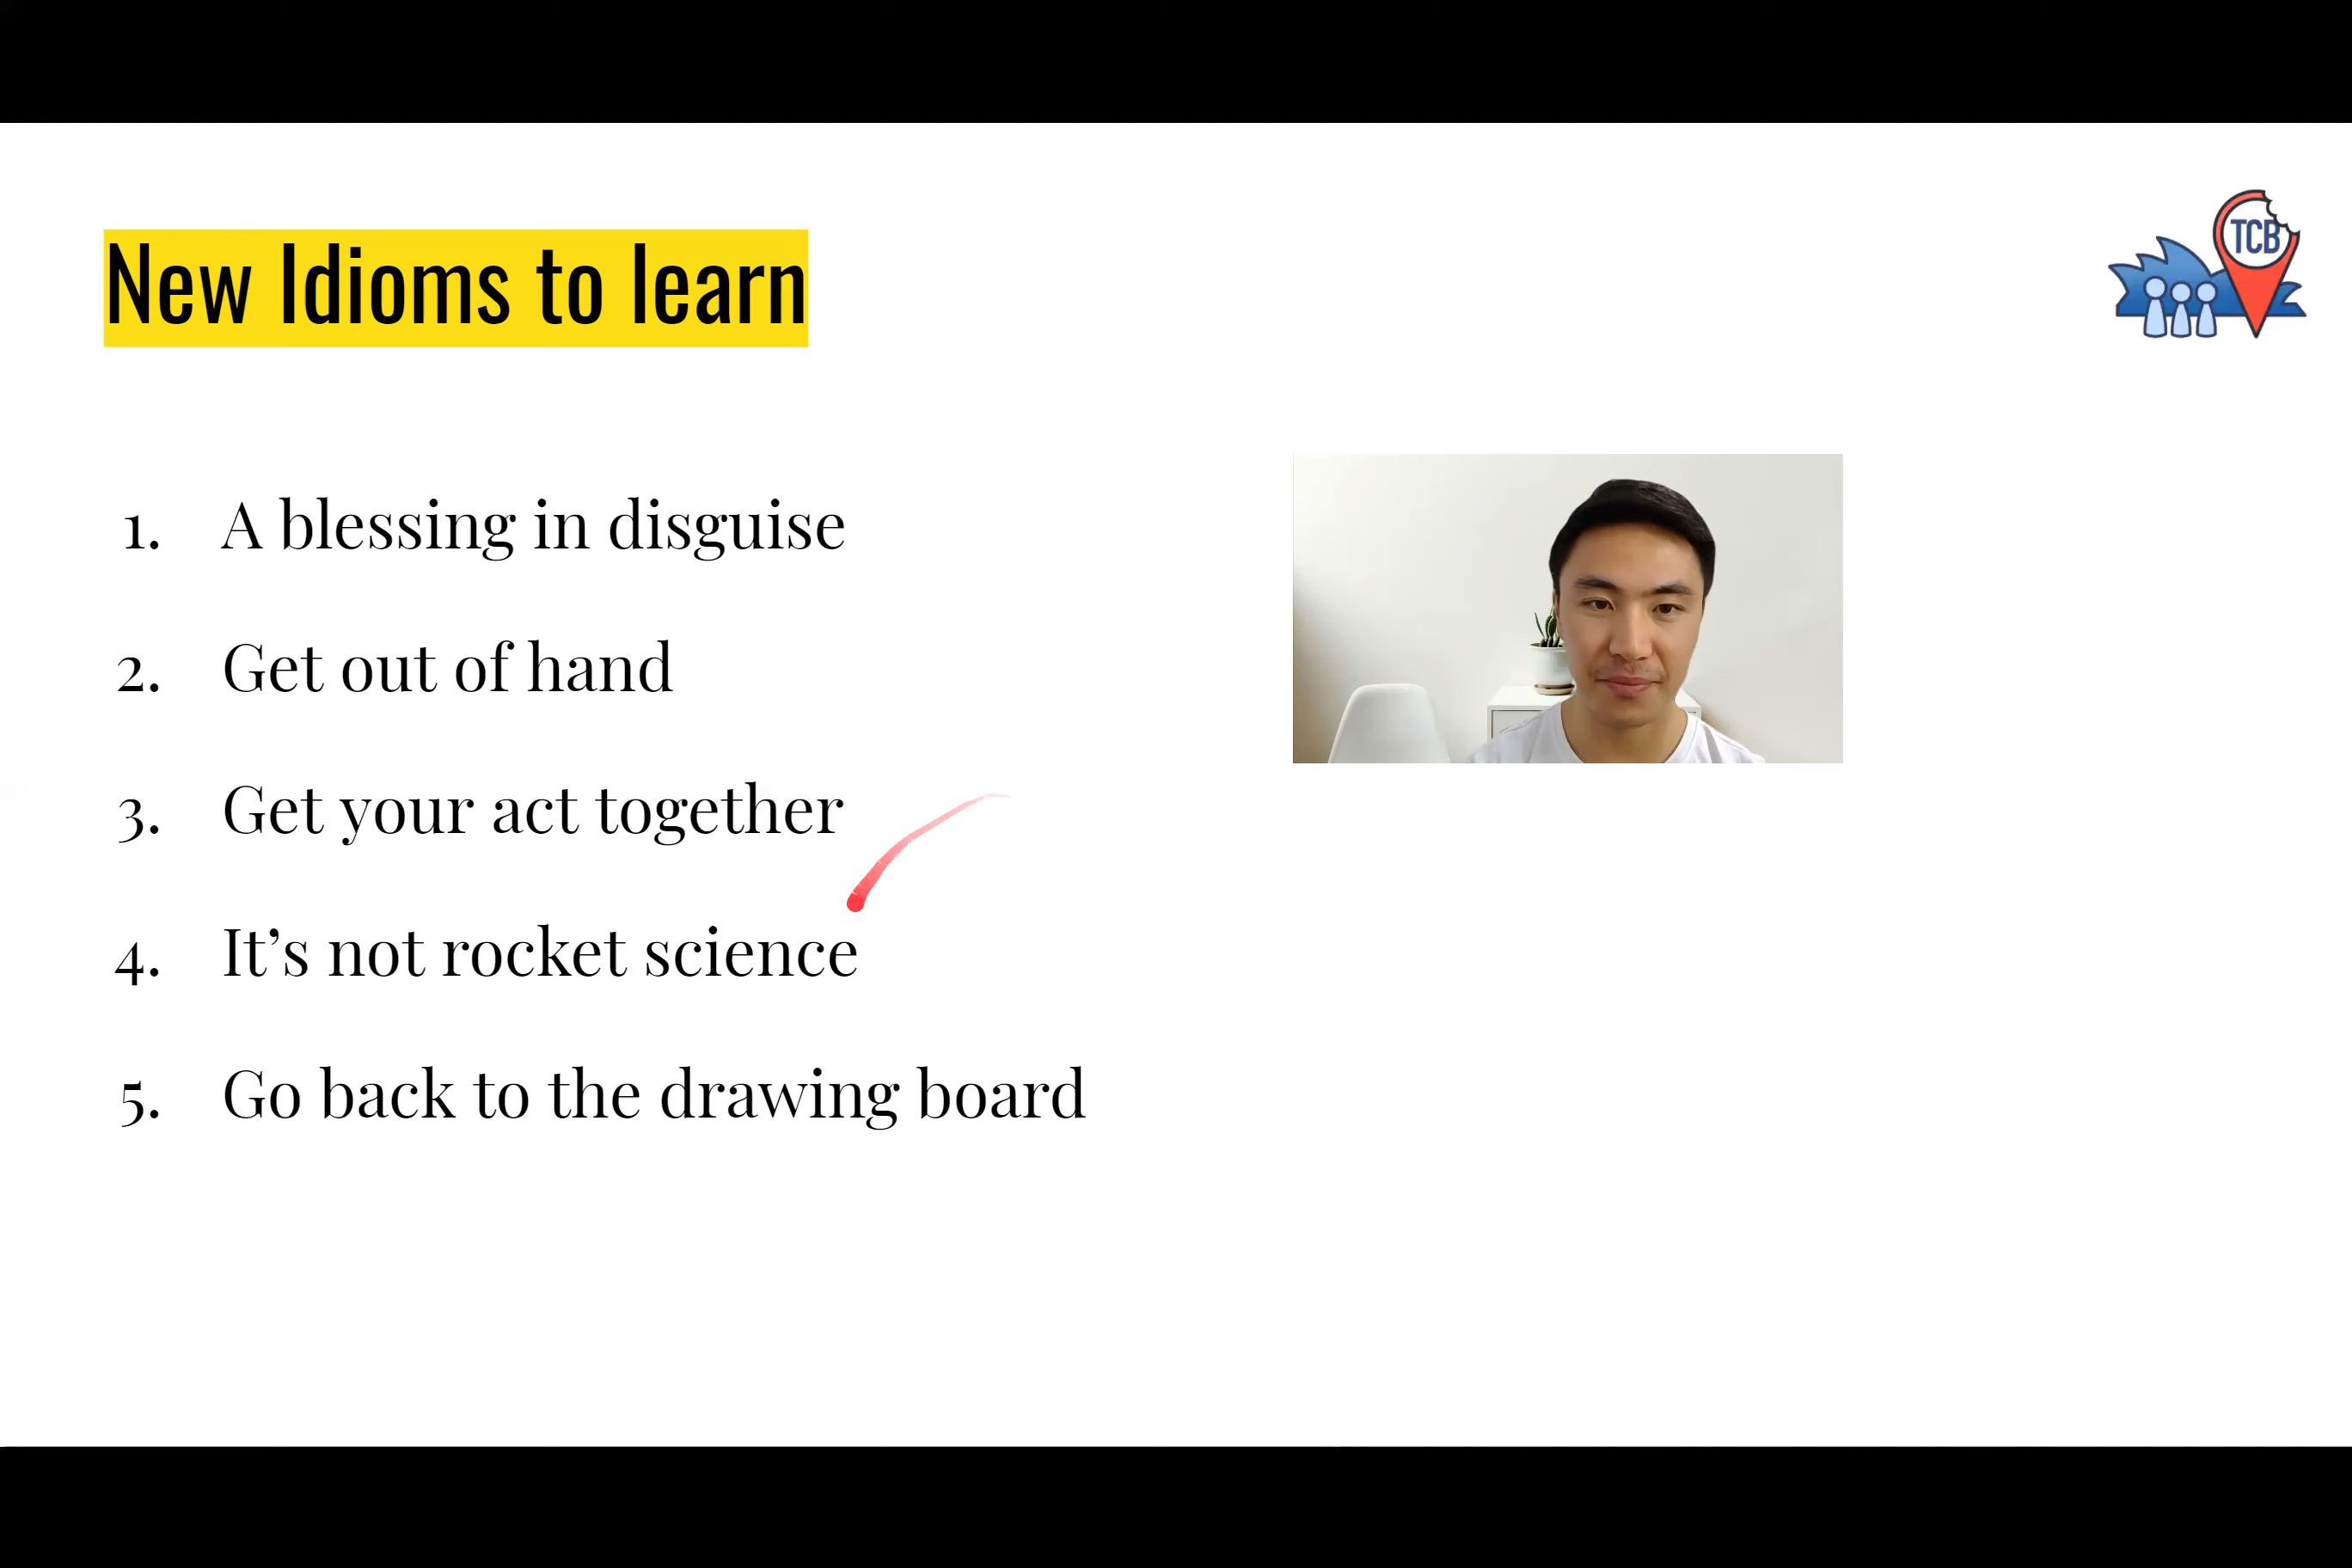 New Idioms to learn
TCB
1. A blessing in disguise
2. Get out of hand
3. Get your act together
4. It’s not rocket science
5. Go back to the drawing board